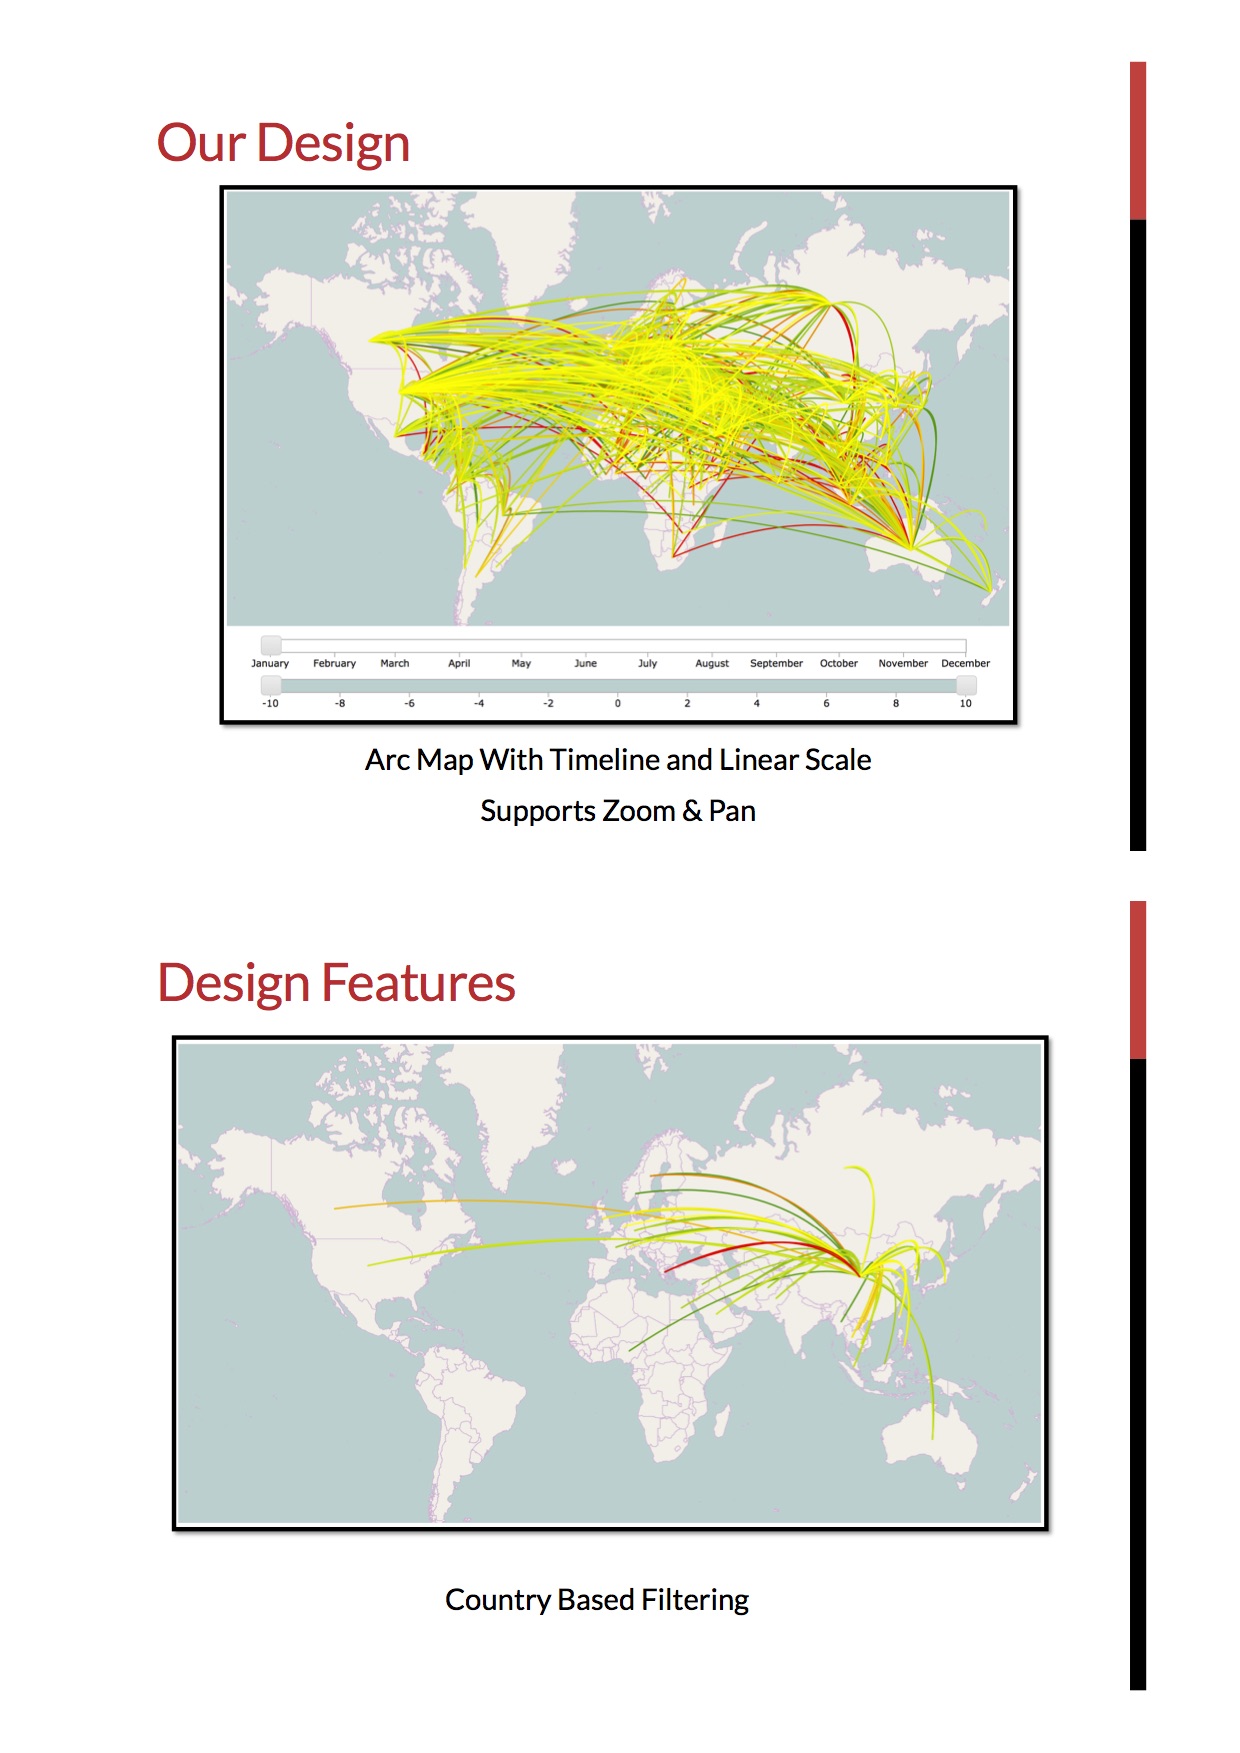 Our Design
January February March April May June July August September October November December
-10 -8 -6 -4 -2 0 2 4 6 8 10
Arc Map With Timeline and Linear Scale
Supports Zoom & Pan
Design Features
Country Based Filtering